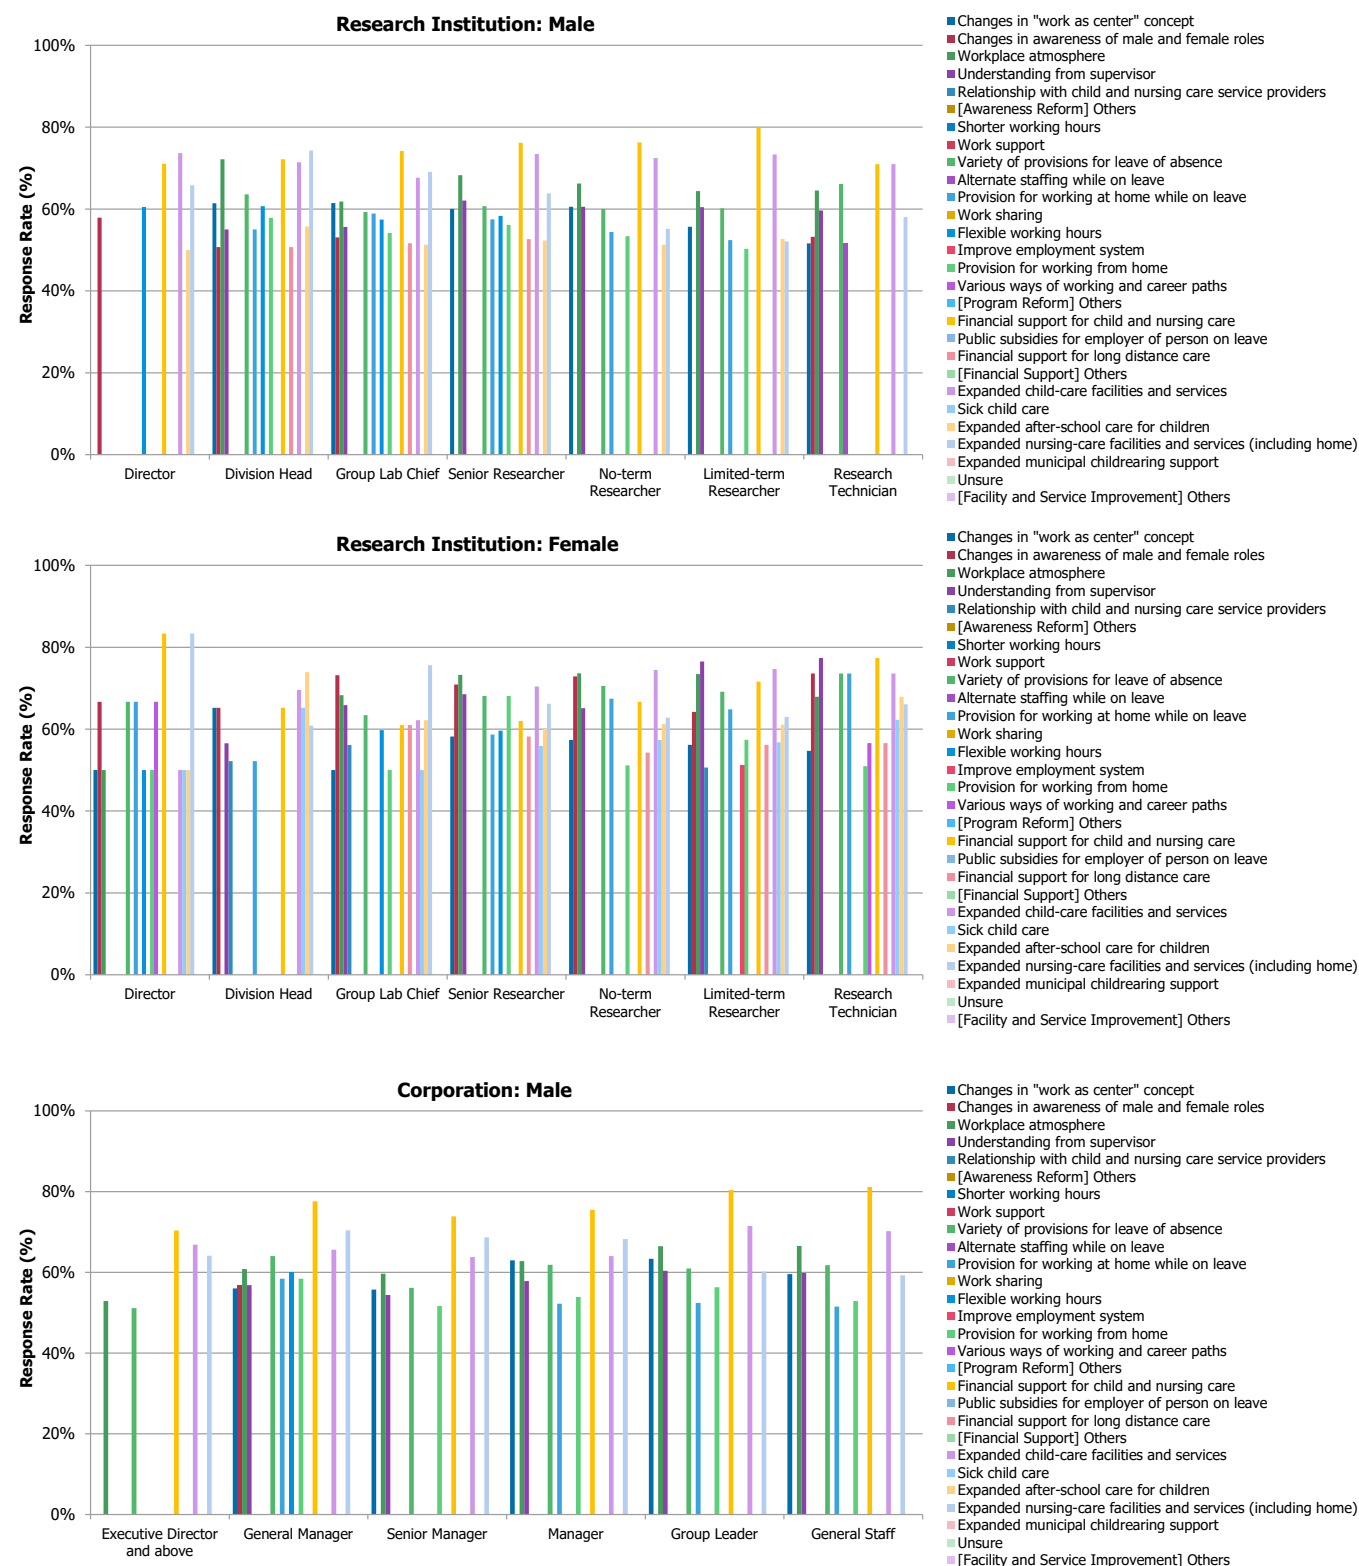 Research Institution: Male
Response Rate (%)
100%
80%
60%
40%
20%
0%
Director
Division Head
Group Lab Chief
Senior Researcher
No-term
Researcher
Limited-term
Researcher
Research
Technician
Changes in "work as center" concept
Changes in awareness of male and female roles
Workplace atmosphere
Understanding from supervisor
Relationship with child and nursing care service providers
[Awareness Reform] Others
Shorter working hours
Work support
Variety of provisions for leave of absence
Alternate staffing while on leave
Provision for working at home while on leave
Work sharing
Flexible working hours
Improve employment system
Provision for working from home
Various ways of working and career paths
[Program Reform] Others
Financial support for child and nursing care
Public subsidies for employer of person on leave
Financial support for long distance care
[Financial Support] Others
Expanded child-care facilities and services
Sick child care
Expanded after-school care for children
Expanded nursing-care facilities and services (including home)
Expanded municipal childrearing support
Unsure
[Facility and Service Improvement] Others
Research Institution: Female
Response Rate (%)
100%
80%
60%
40%
20%
0%
Director
Division Head
Group Lab Chief
Senior Researcher
No-term
Researcher
Limited-term
Researcher
Research
Technician
Changes in "work as center" concept
Changes in awareness of male and female roles
Workplace atmosphere
Understanding from supervisor
Relationship with child and nursing care service providers
[Awareness Reform] Others
Shorter working hours
Work support
Variety of provisions for leave of absence
Alternate staffing while on leave
Provision for working at home while on leave
Work sharing
Flexible working hours
Improve employment system
Provision for working from home
Various ways of working and career paths
[Program Reform] Others
Financial support for child and nursing care
Public subsidies for employer of person on leave
Financial support for long distance care
[Financial Support] Others
Expanded child-care facilities and services
Sick child care
Expanded after-school care for children
Expanded nursing-care facilities and services (including home)
Expanded municipal childrearing support
Unsure
[Facility and Service Improvement] Others
Corporation: Male
Response Rate (%)
100%
80%
60%
40%
20%
0%
Executive Director
and above
General Manager
Senior Manager
Manager
Group Leader
General Staff
Changes in "work as center" concept
Changes in awareness of male and female roles
Workplace atmosphere
Understanding from supervisor
Relationship with child and nursing care service providers
[Awareness Reform] Others
Shorter working hours
Work support
Variety of provisions for leave of absence
Alternate staffing while on leave
Provision for working at home while on leave
Work sharing
Flexible working hours
Improve employment system
Provision for working from home
Various ways of working and career paths
[Program Reform] Others
Financial support for child and nursing care
Public subsidies for employer of person on leave
Financial support for long distance care
[Financial Support] Others
Expanded child-care facilities and services
Sick child care
Expanded after-school care for children
Expanded nursing-care facilities and services (including home)
Expanded municipal childrearing support
Unsure
[Facility and Service Improvement] Others